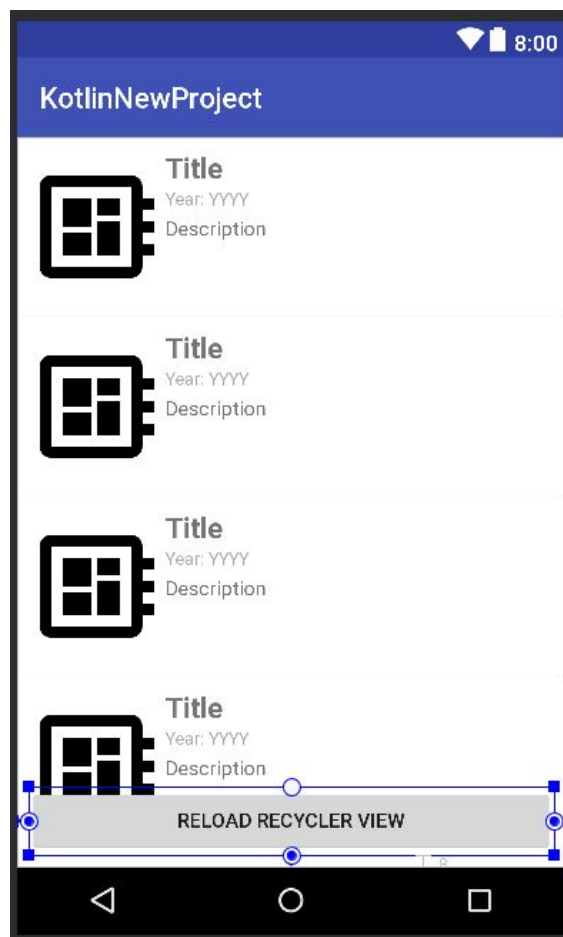 8:00
KotlinNewProject
Title
Year: YYYY
Description
Title
Year: YYYY
Description
Title
Year: YYYY
Description
Title
Year: YYYY
Description
RELOAD RECYCLER VIEW
8